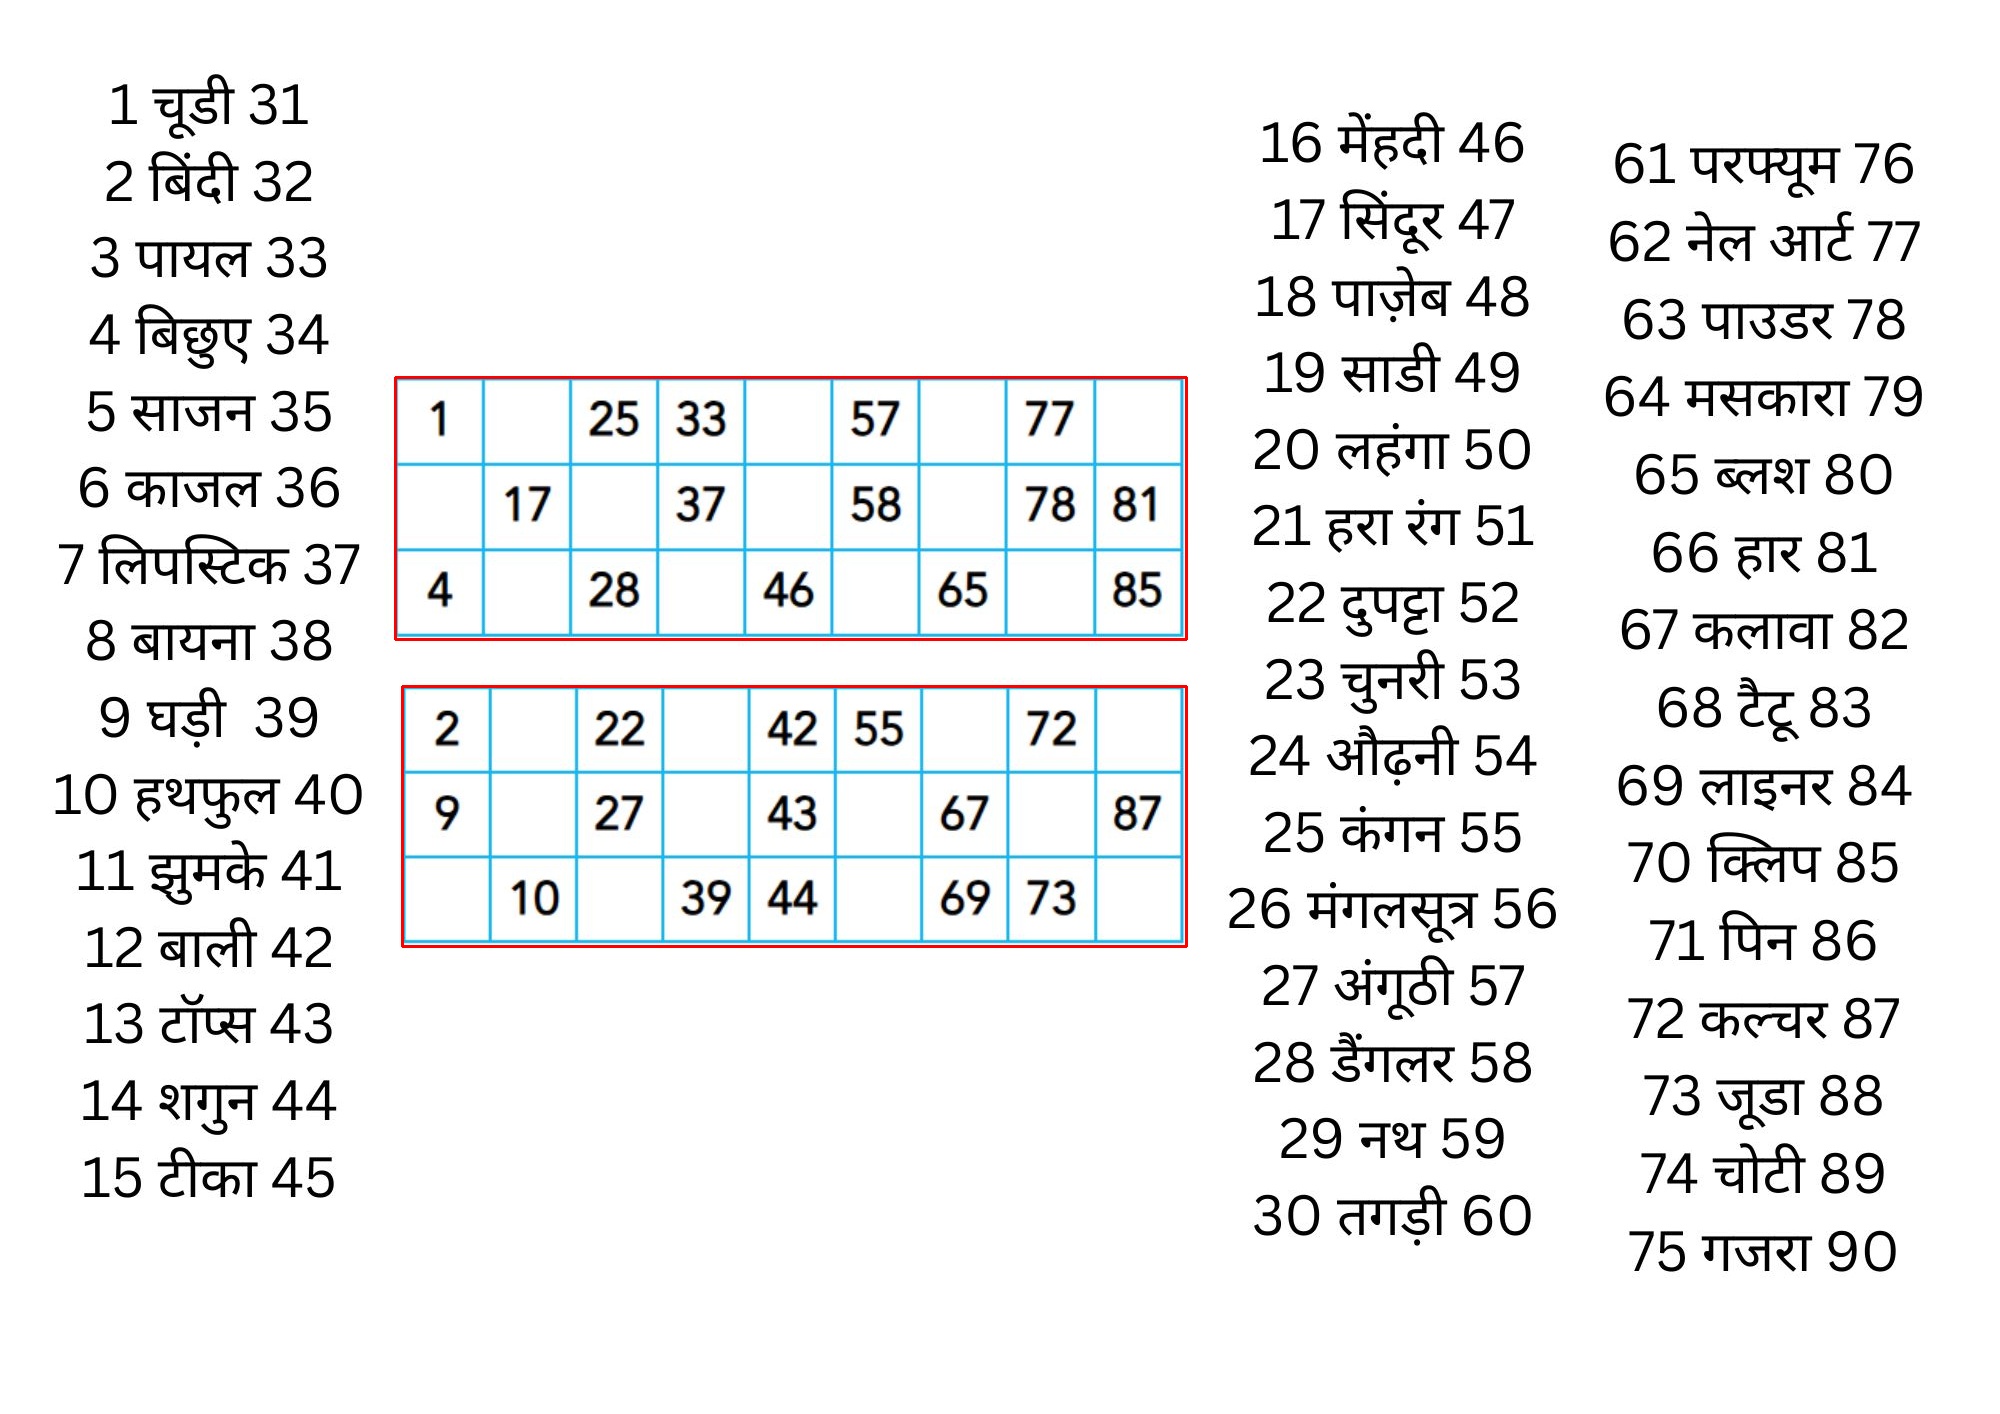 1 चूडी 31
2 बिंदी 32
3 पायल 33
4 बिछुए 34
5 साजन 35
6 काजल 36
7 लिपस्टिक 37
8 बायना 38
9 घड़ी 39
10 हथफुल 40
11 झुमके 41
12 बाली 42
13 टॉप्स 43
14 शगुन 44
15 टीका 45
1 25 33 57 77
17 37 58 78 81
4 28 46 65 85
2 22 42 55 72
9 27 43 67 87
10 39 44 69 73
16 मेंहदी 46
17 सिंदूर 47
18 पाज़ेब 48
19 साडी 49
20 लहंगा 50
21 हरा रंग 51
22 दुपट्टा 52
23 चुनरी 53
24 औढ़नी 54
25 कंगन 55
26 मंगलसूत्र 56
27 अंगूठी 57
28 डैंगलर 58
29 नथ 59
30 तगड़ी 60
61 परफ्यूम 76
62 नेल आर्ट 77
63 पाउडर 78
64 मसकारा 79
65 ब्लश 80
66 हार 81
67 कलावा 82
68 टैटू 83
69 लाइनर 84
70 क्लिप 85
71 पिन 86
72 कल्चर 87
73 जूडा 88
74 चोटी 89
75 गजरा 90